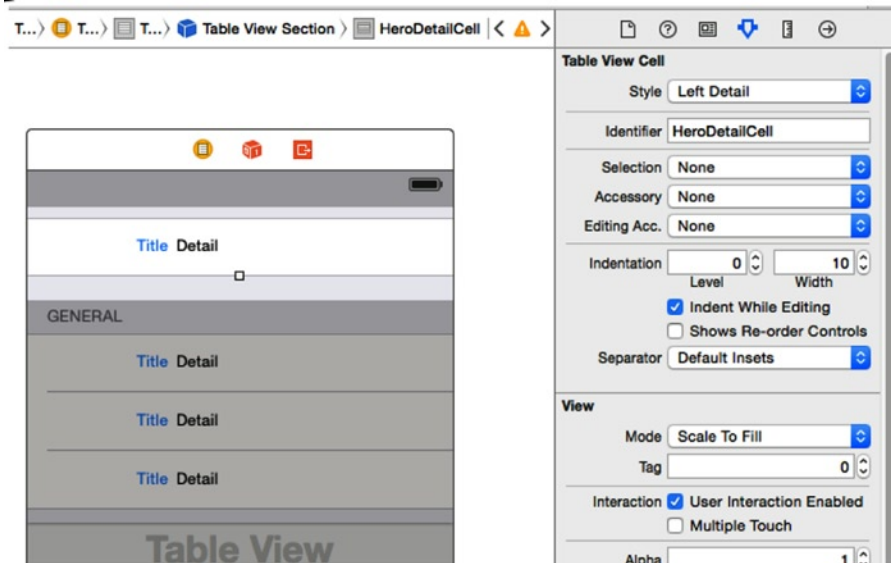 T...〉 T...〉 T...〉 Table View Section 〉 HeroDetailCell < >
Table View Cell
Style Left Detail
Identifier HeroDetailCell
Selection None
Accessory None
Editing Acc. None
Indentation 0 10
Level Width
Indent While Editing
Shows Re-order Controls
Separator Default Insets
View
Mode Scale To Fill
Tag 0
Interaction User Interaction Enabled
Multiple Touch
Alpha 1
Title Detail
GENERAL
Title Detail
Title Detail
Title Detail
Table View